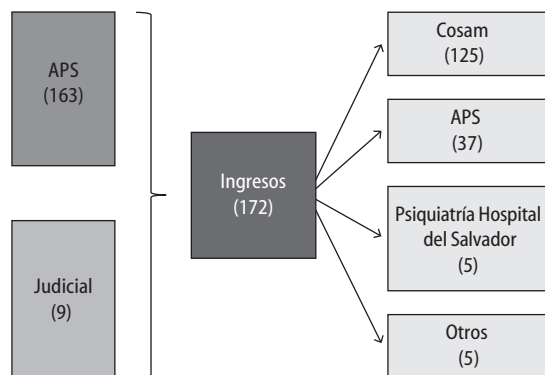 APS
(163)
Judicial
(9)
Ingresos
(172)
Cosam
(125)
APS
(37)
Psiquiatría Hospital
del Salvador
(5)
Otros
(5)